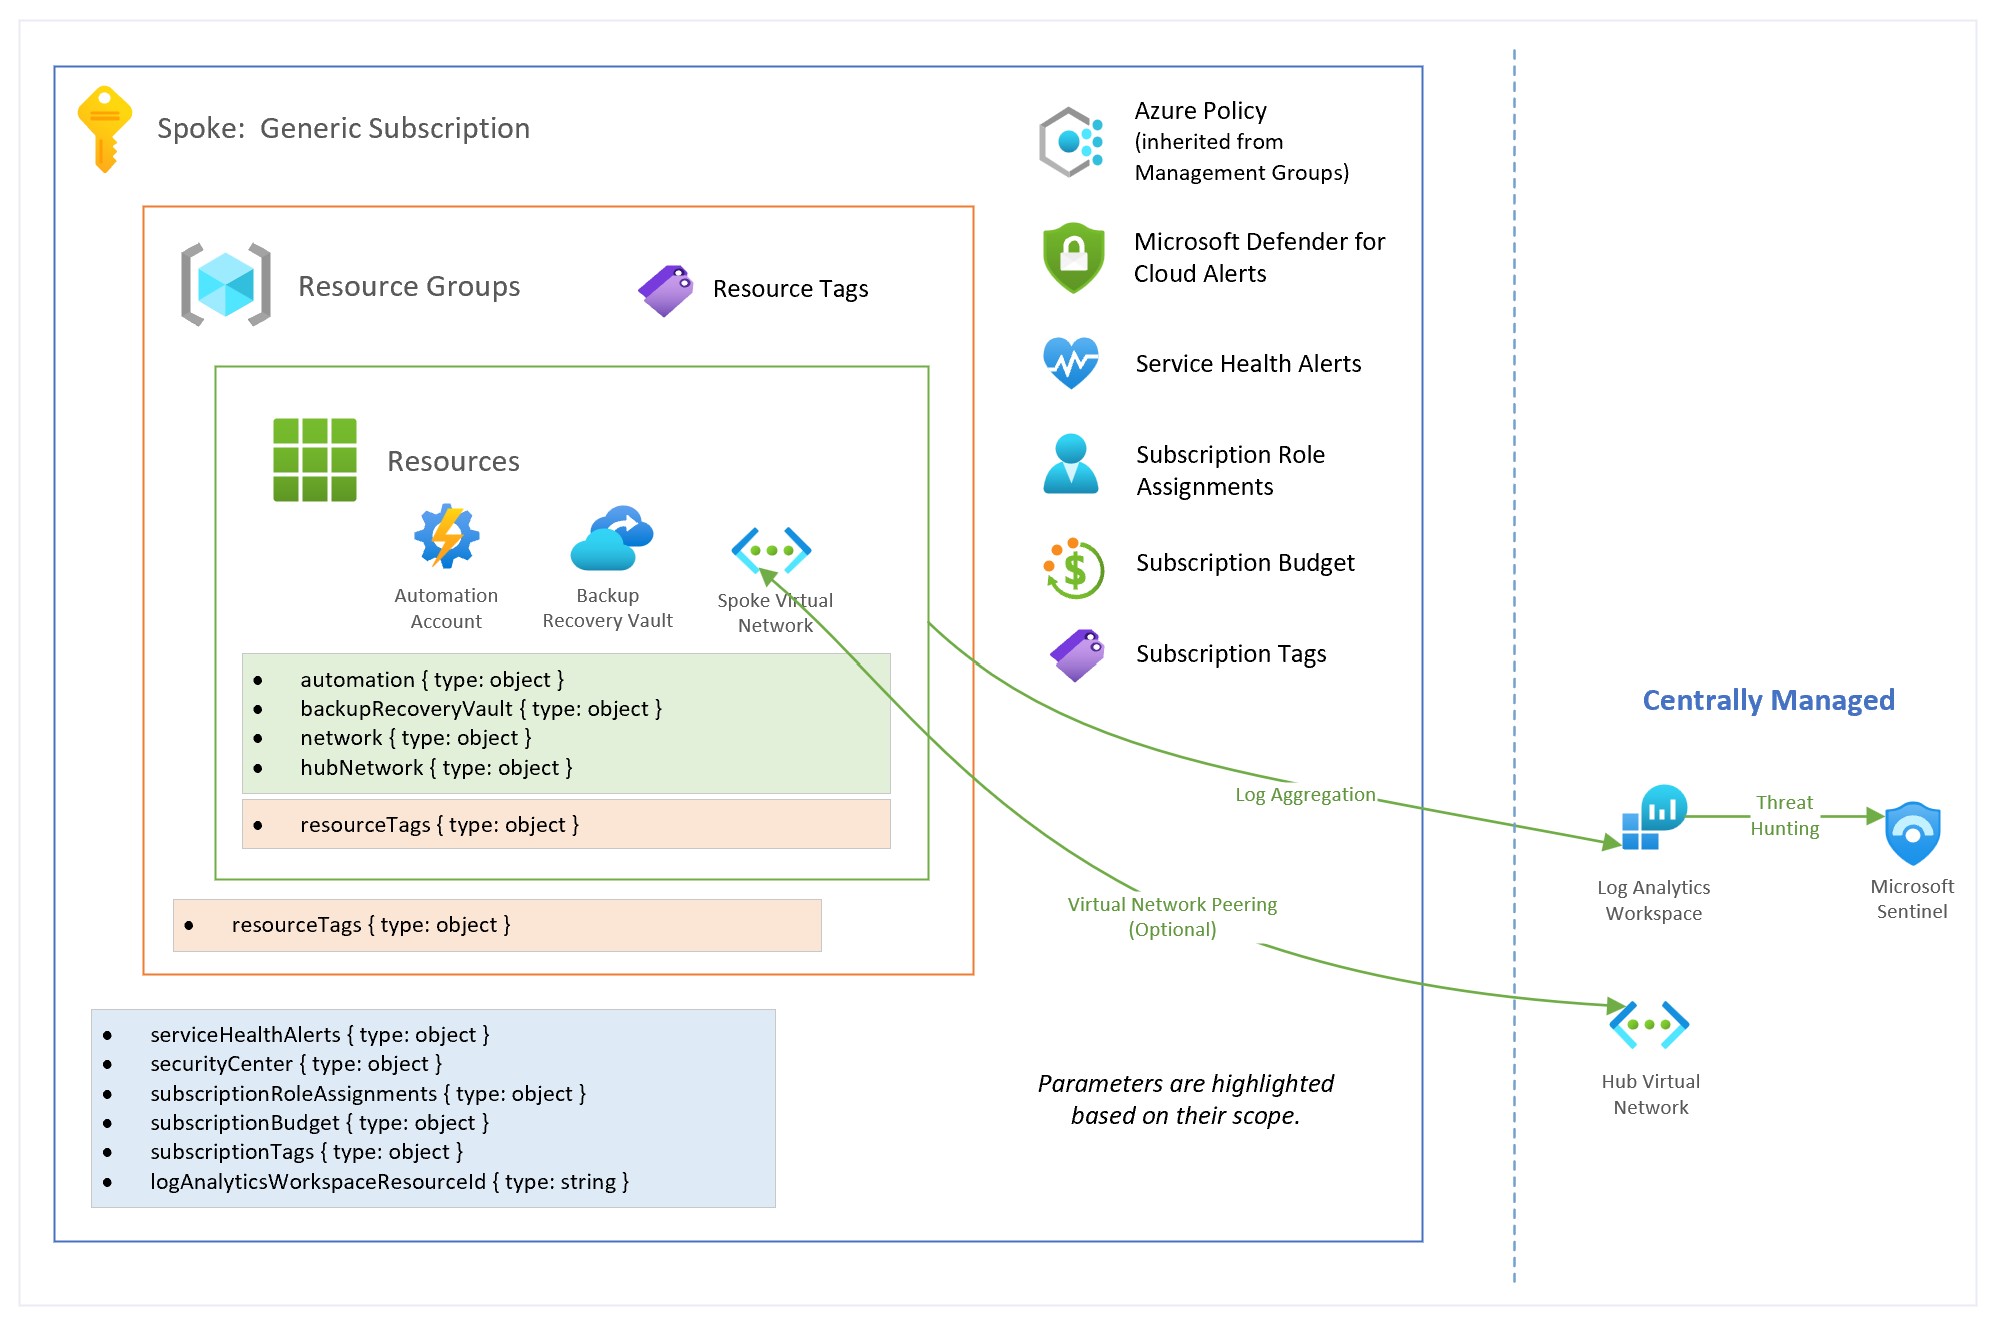 Spoke:  Generic Subscription
Resource Groups
Resource Tags
Resources
Automation
Account
Backup
Recovery Vault
Spoke Virtual
Network
• automation { type: object }
• backupRecoveryVault { type: object }
• network { type: object }
• hubNetwork { type: object }
• resourceTags { type: object }
• resourceTags { type: object }
• serviceHealthAlerts { type: object }
• securityCenter { type: object }
• subscriptionRoleAssignments { type: object }
• subscriptionBudget { type: object }
• subscriptionTags { type: object }
• logAnalyticsWorkspaceResourceId { type: string }
Azure Policy
(inherited from
Management Groups)
Microsoft Defender for
Cloud Alerts
Service Health Alerts
Subscription Role
Assignments
Subscription Budget
Subscription Tags
Log Aggregation
Virtual Network Peering
(Optional)
Parameters are highlighted
based on their scope.
Centrally Managed
Threat
Hunting
Log Analytics
Workspace
Microsoft
Sentinel
Hub Virtual
Network